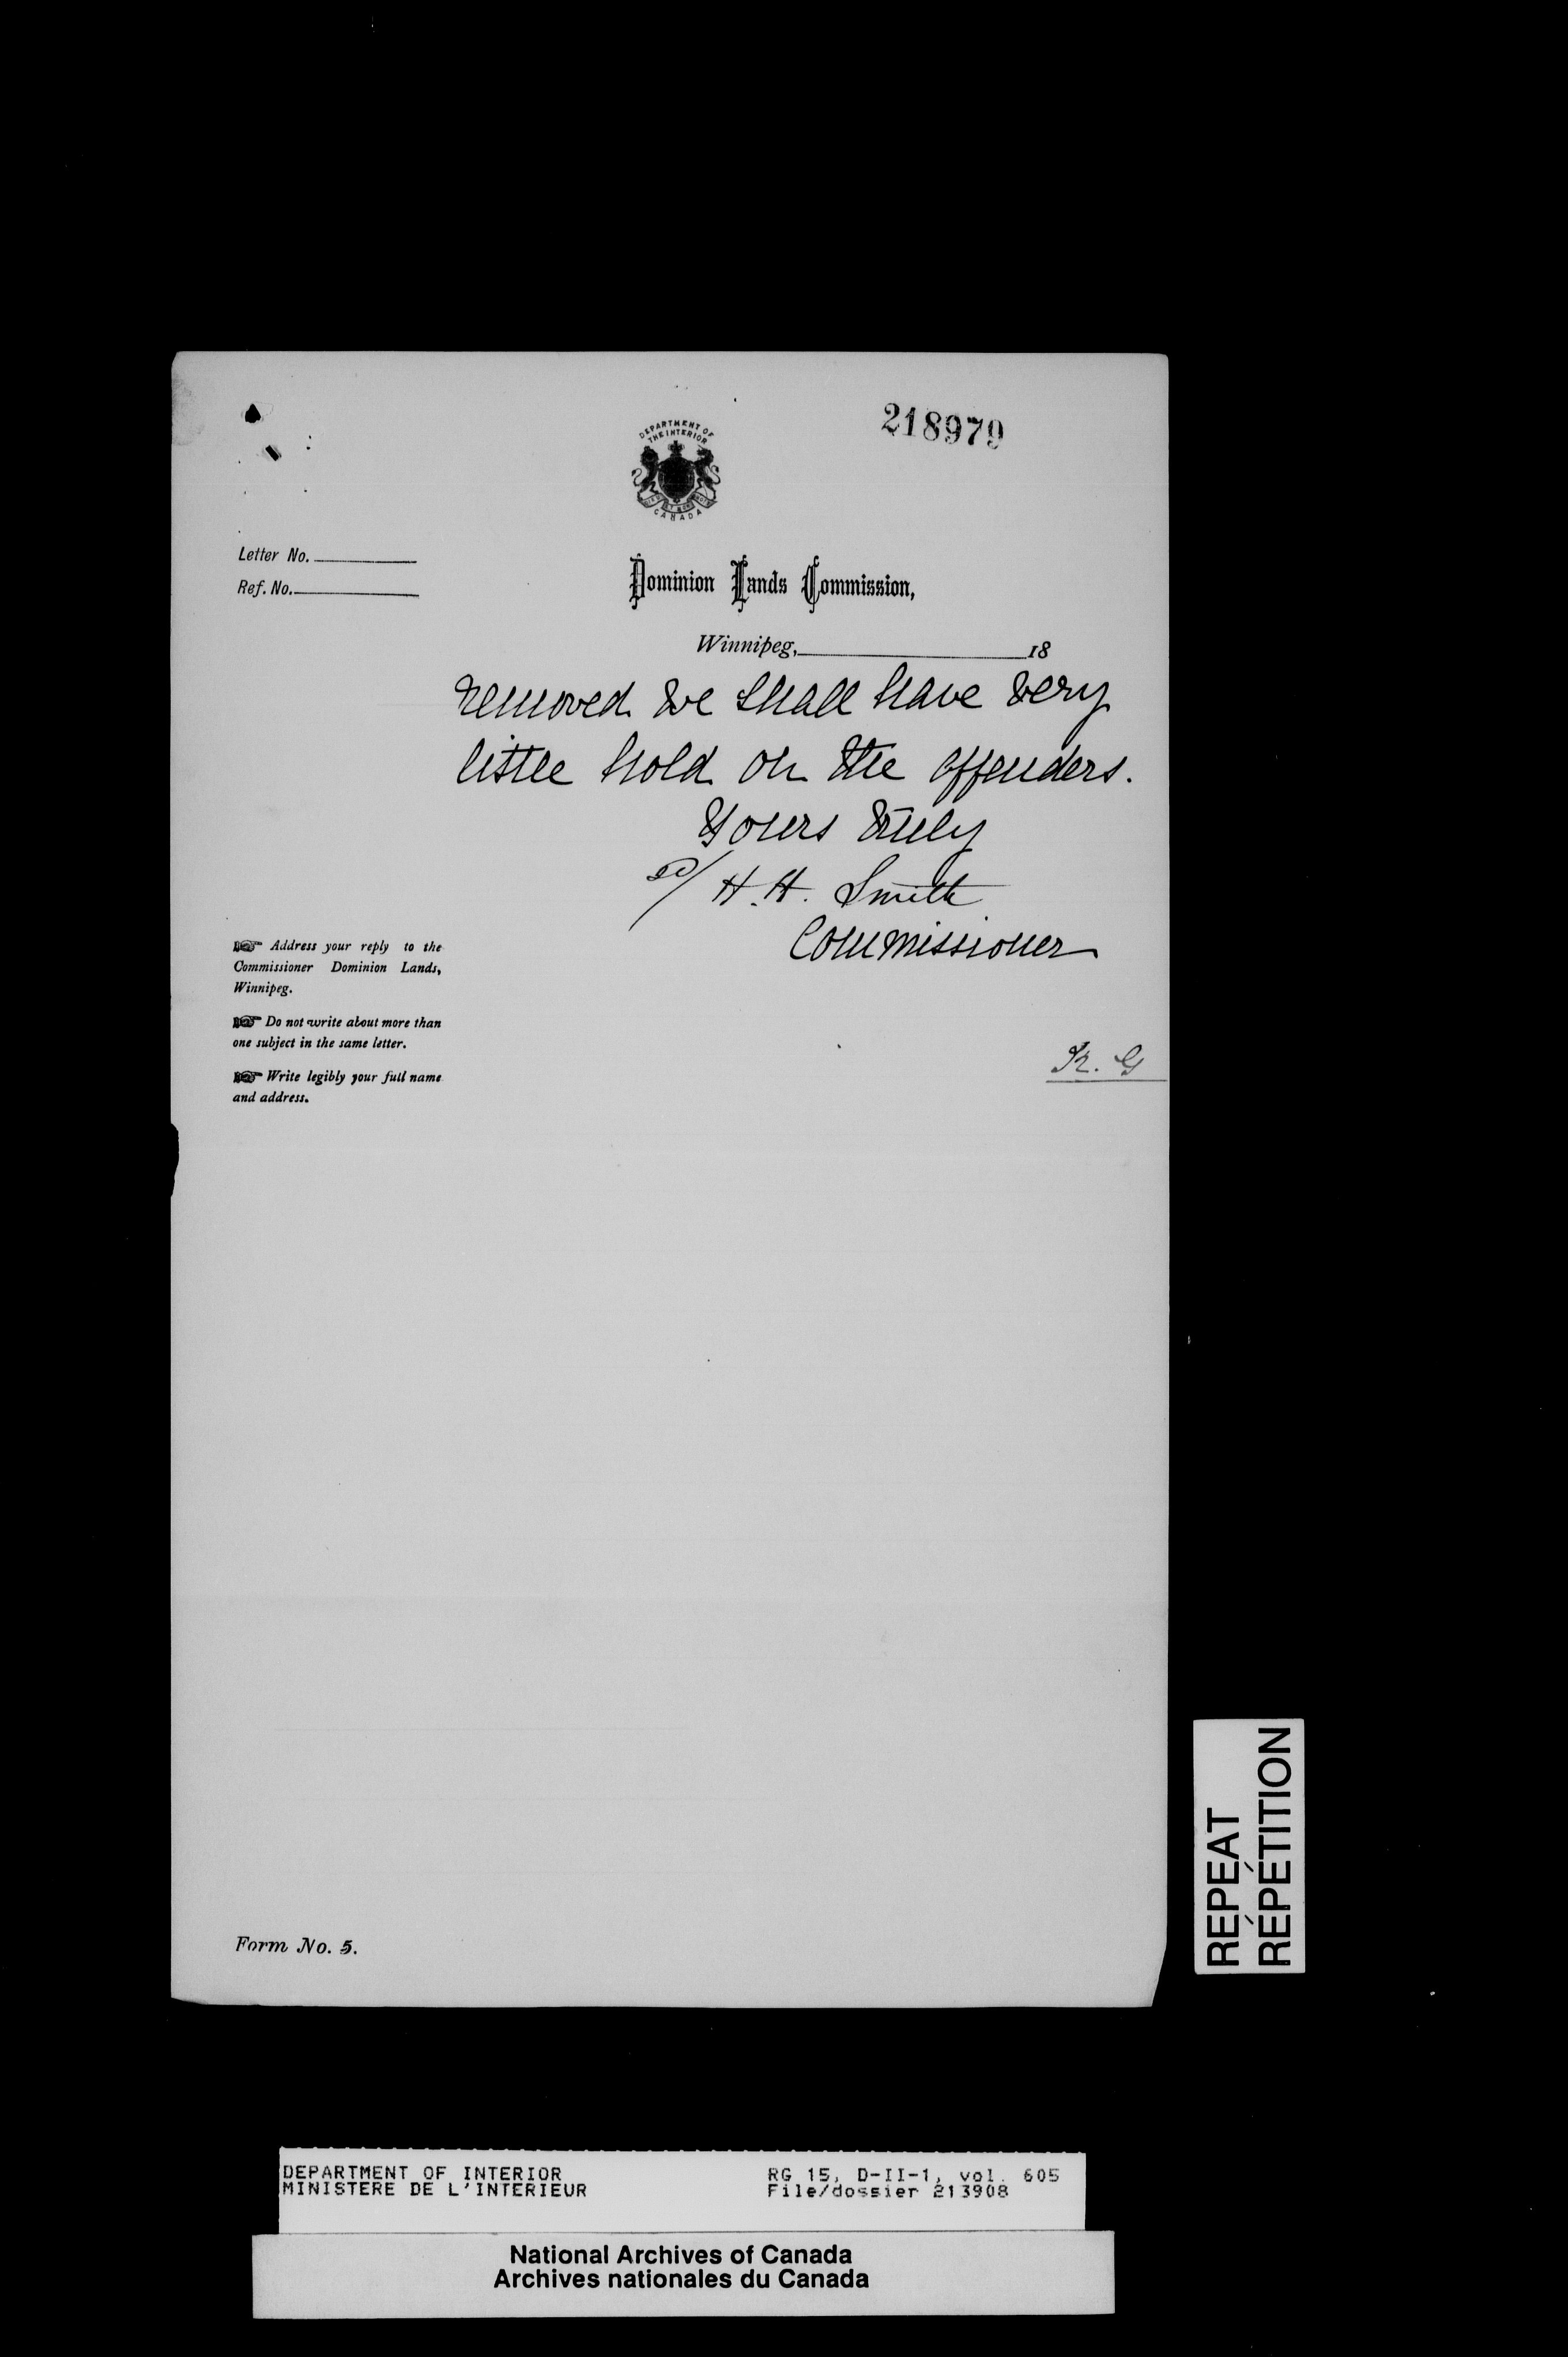 218979
DEPARTMENT OF
THE INTERIOR
CANADA
Letter No.
Ref. No.
Dominion Lands Commission,
Winnipeg, 18
removed we shall have very
little hold on the offenders.
Yours truly
sd/ H.H. Smith
Commissioner
Address your reply to the
Commissioner Dominion Lands,
Winnipeg.
Do not write about more than
one subject in the same letter.
Write legibly your full name
and address.
Form No. 5.
REPEAT
RÉPÉTITION
DEPARTMENT OF INTERIOR RG 15, D-II-1, vol. 605
MINISTERE DE L'INTERIEUR File/dossier 213908
National Archives of Canada
Archives nationales du Canada